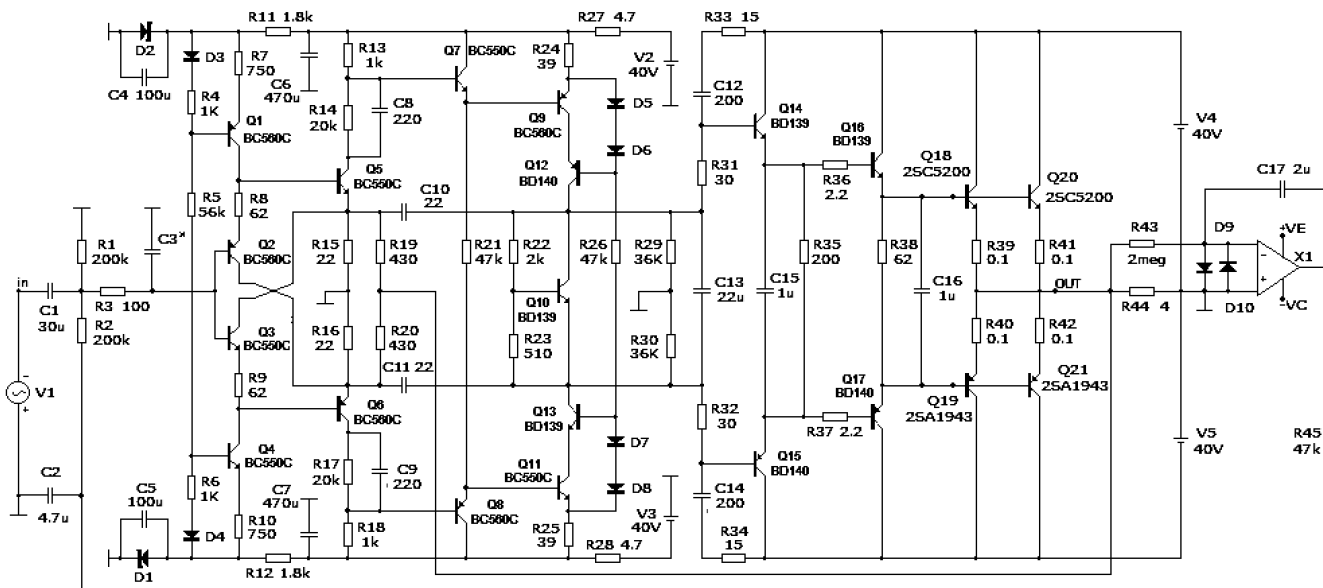 R11 1.8k
D2
C4 100u
D3
R4
1K
R7
750
C6
470u
Q1
BC560C
R5
56k
R8
62
R1
200k
C3*
Q2
BC560C
in
C1
30u
R3 100
R2
200k
Q3
BC550C
R9
62
V1
C2
4.7u
Q4
BC550C
R6
1K
C5
100u
D4
R10
750
C7
470u
D1
R12 1.8k
R13
1k
R14
20k
C8
220
Q5
BC550C
C10
22
R15
22
R19
430
R16
22
R20
430
C11 22
Q6
BC560C
R17
20k
C9
220
R18
1k
Q7 BC550C
R24
39
R27 4.7
V2
40V
Q9
BC560C
D5
D6
Q12
BD140
R21
47k
R22
2k
R26
47k
R29
36K
Q10
BD139
R23
510
R30
36K
Q13
BD139
D7
Q11
BC550C
D8
Q8
BC560C
R25
39
V3
40V
R28 4.7
R33 15
C12
200
Q14
BD139
R31
30
C13
22u
C15
1u
R32
30
Q15
BD140
C14
200
R34
15
Q16
BD139
R36
2.2
R35
200
R38
62
C16
1u
Q17
BD140
R37 2.2
Q18
2SC5200
Q20
2SC5200
R39
0.1
R41
0.1
OUT
R40
0.1
R42
0.1
Q19
2SA1943
Q21
2SA1943
V4
40V
C17 2u
R43
2meg
D9
+VE
X1
-
+
-VC
R44 4
D10
V5
40V
R45
47k